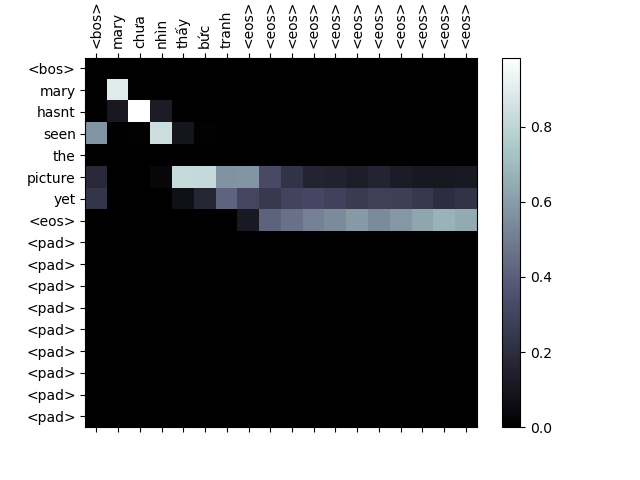 <bos> mary chưa nhìn thấy bức tranh <eos> <eos> <eos> <eos> <eos> <eos> <eos> <eos> <eos> <eos> <eos>
<bos>
mary
hasnt
seen
the
picture
yet
<eos>
<pad>
<pad>
<pad>
<pad>
<pad>
<pad>
<pad>
<pad>
<pad>
0.8
0.6
0.4
0.2
0.0